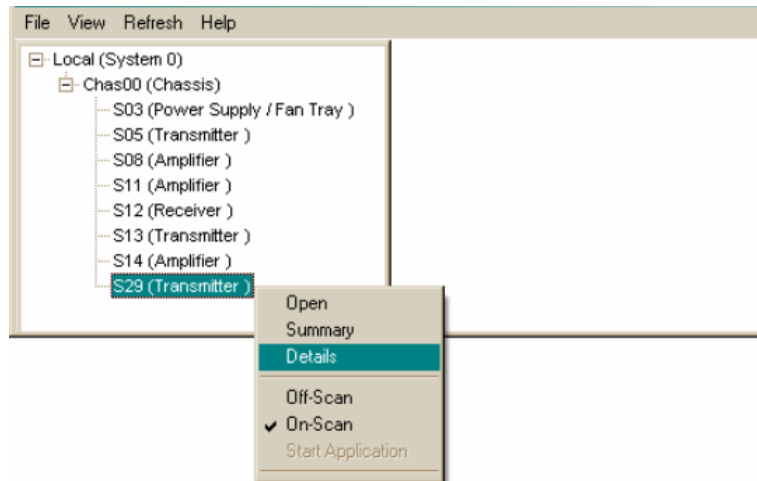 File View Refresh Help
Local (System 0)
Chas00 (Chassis)
S03 (Power Supply / Fan Tray )
S05 (Transmitter )
S08 (Amplifier )
S11 (Amplifier )
S12 (Receiver )
S13 (Transmitter )
S14 (Amplifier )
S29 (Transmitter )
Open
Summary
Details
Off-Scan
On-Scan
Start Application